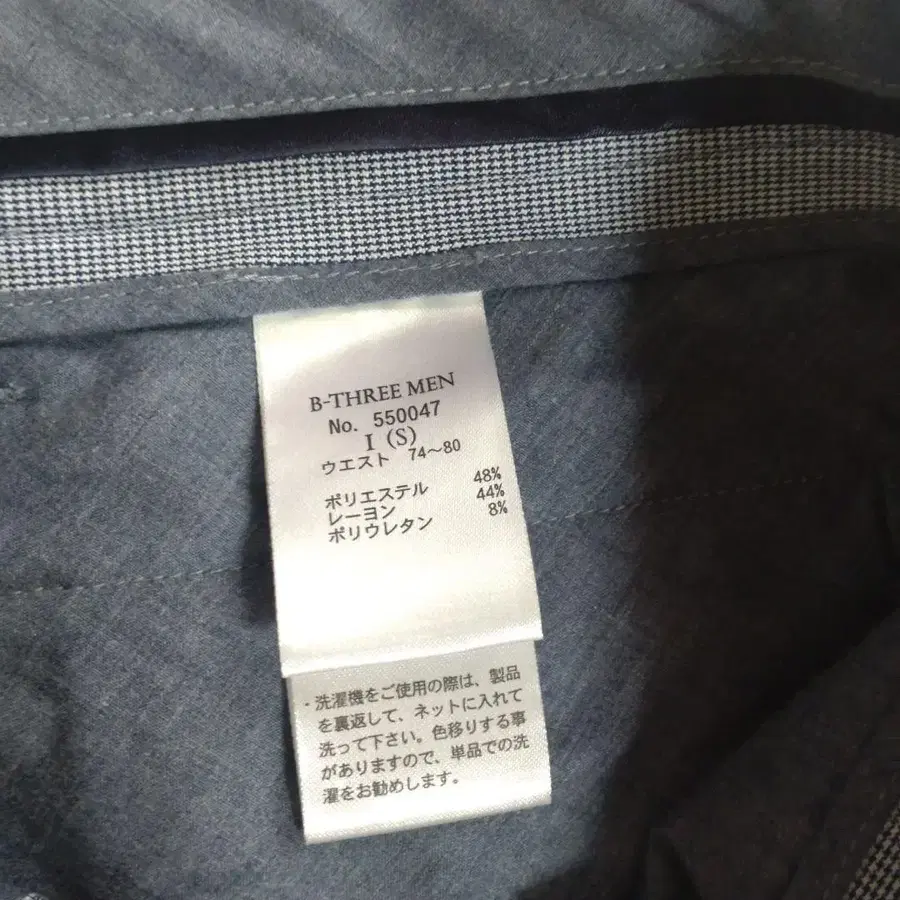 B-THREE MEN
No. 550047
I (S)
ウエスト 74～80
ポリエステル 48%
レーヨン 44%
ポリウレタン 8%
・洗濯機をご使用の際は、製品
を裏返して、ネットに入れて
洗って下さい。色移りする事
がありますので、単品での洗
濯をお勧めします。